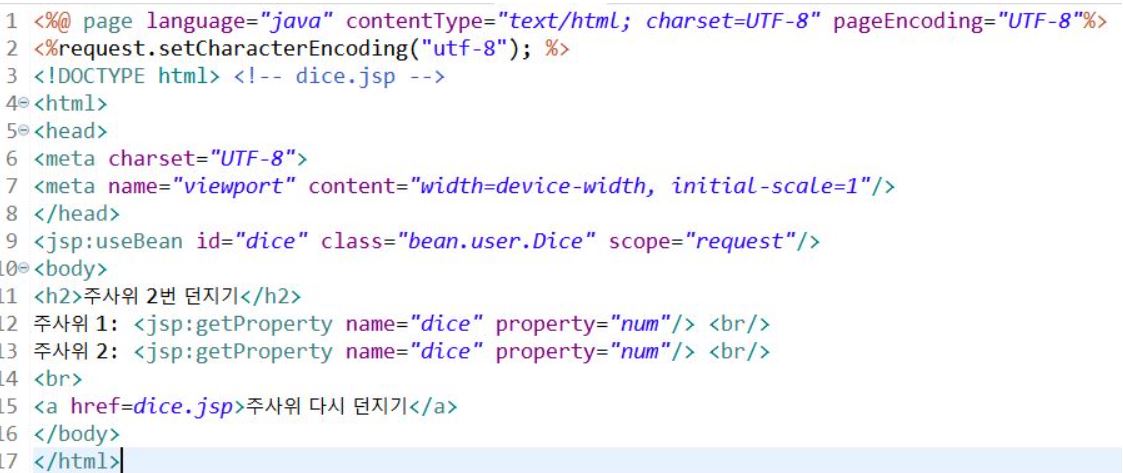 1 <%@ page language="java" contentType="text/html; charset=UTF-8" pageEncoding="UTF-8"%>
2 <%request.setCharacterEncoding("utf-8"); %>
3 <!DOCTYPE html> <!-- dice.jsp -->
4 <html>
5 <head>
6 <meta charset="UTF-8">
7 <meta name="viewport" content="width=device-width, initial-scale=1"/>
8 </head>
9 <jsp:useBean id="dice" class="bean.user.Dice" scope="request"/>
10 <body>
11 <h2>주사위 2번 던지기</h2>
12 주사위 1: <jsp:getProperty name="dice" property="num"/> <br/>
13 주사위 2: <jsp:getProperty name="dice" property="num"/> <br/>
14 <br>
15 <a href=dice.jsp>주사위 다시 던지기</a>
16 </body>
17 </html>